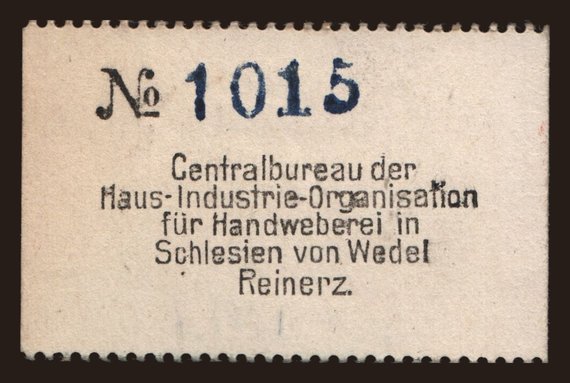 № 1015
Centralbureau der
Haus-Industrie-Organisation
für Handweberei in
Schlesien von Wedel
Reinerz.